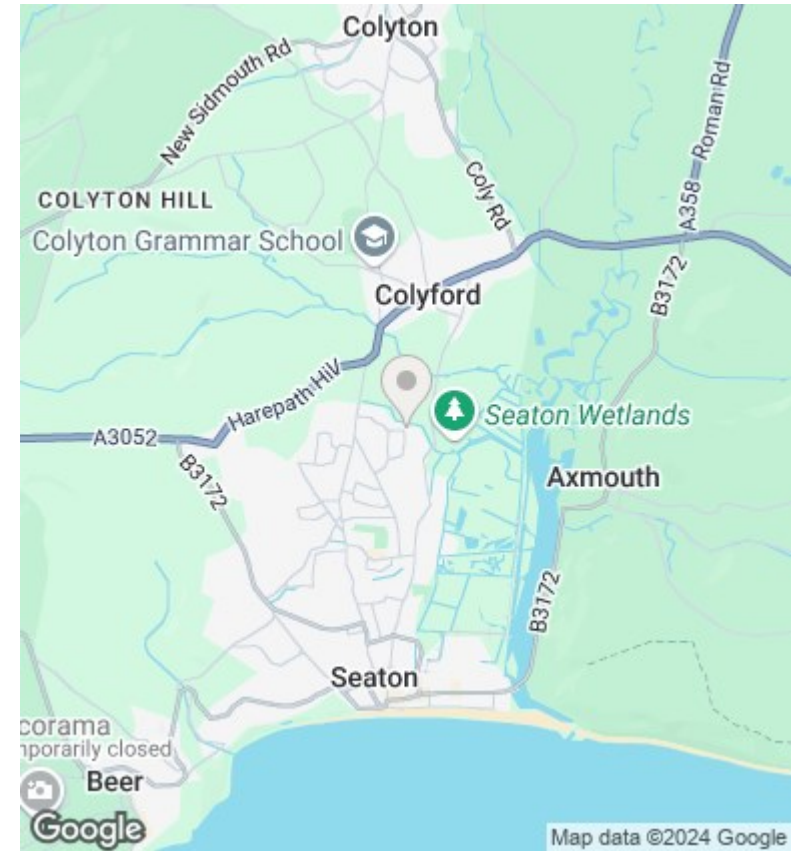 Colyton
New Sidmouth Rd
Coly Rd
A358
Roman Rd
COLYTON HILL
Colyton Grammar School
B3172
Colyford
Harepath Hil
Seaton Wetlands
A3052
B3172
Axmouth
B3172
Seaton
corama
nporarily closed
Beer
Google
Map data ©2024 Google